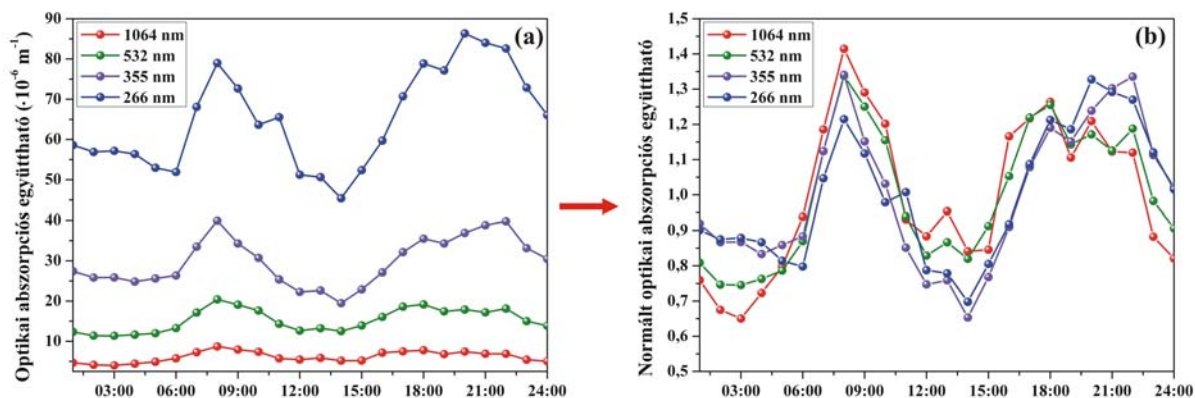 Optikai abszorpciós együttható (·10⁻⁶ m⁻¹)
90
80
70
60
50
40
30
20
10
1064 nm
532 nm
355 nm
266 nm
(a)
03:00 06:00 09:00 12:00 15:00 18:00 21:00 24:00
Normált optikai abszorpciós együttható
1,5
1,4
1,3
1,2
1,1
1,0
0,9
0,8
0,7
0,6
0,5
1064 nm
532 nm
355 nm
266 nm
(b)
03:00 06:00 09:00 12:00 15:00 18:00 21:00 24:00